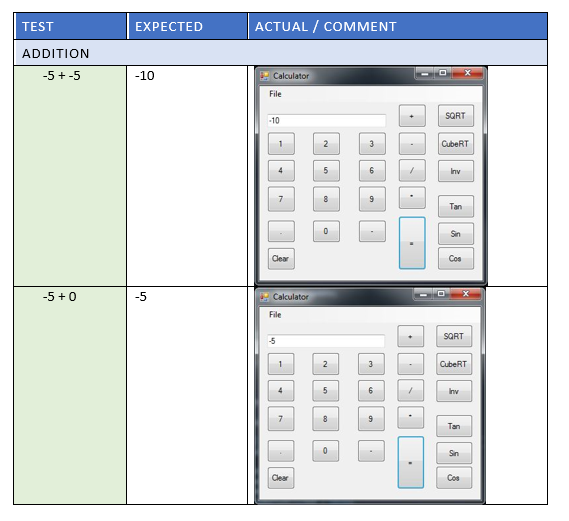 TEST EXPECTED ACTUAL / COMMENT
ADDITION
-5 + -5 -10
Calculator
File
-10 + SQRT
1 2 3 - CubeRT
4 5 6 / Inv
7 8 9 * Tan
. 0 - = Sin
Clear Cos
-5 + 0 -5
Calculator
File
-5 + SQRT
1 2 3 - CubeRT
4 5 6 / Inv
7 8 9 * Tan
. 0 - = Sin
Clear Cos